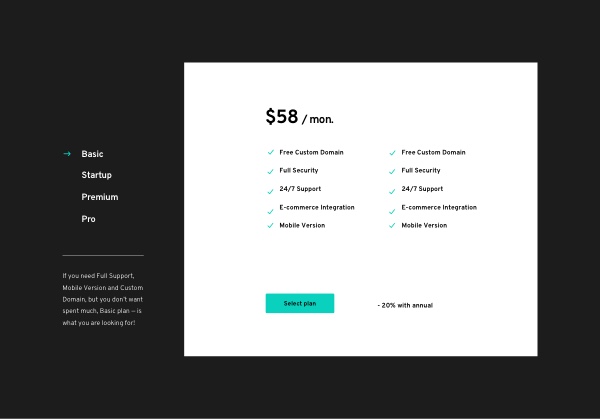 Basic
Startup
Premium
Pro
If you need Full Support,
Mobile Version and Custom
Domain, but you don't want
spent much, Basic plan – is
what you are looking for!
$58 / mon.
Free Custom Domain
Full Security
24/7 Support
E-commerce Integration
Mobile Version
Free Custom Domain
Full Security
24/7 Support
E-commerce Integration
Mobile Version
Select plan
- 20% with annual